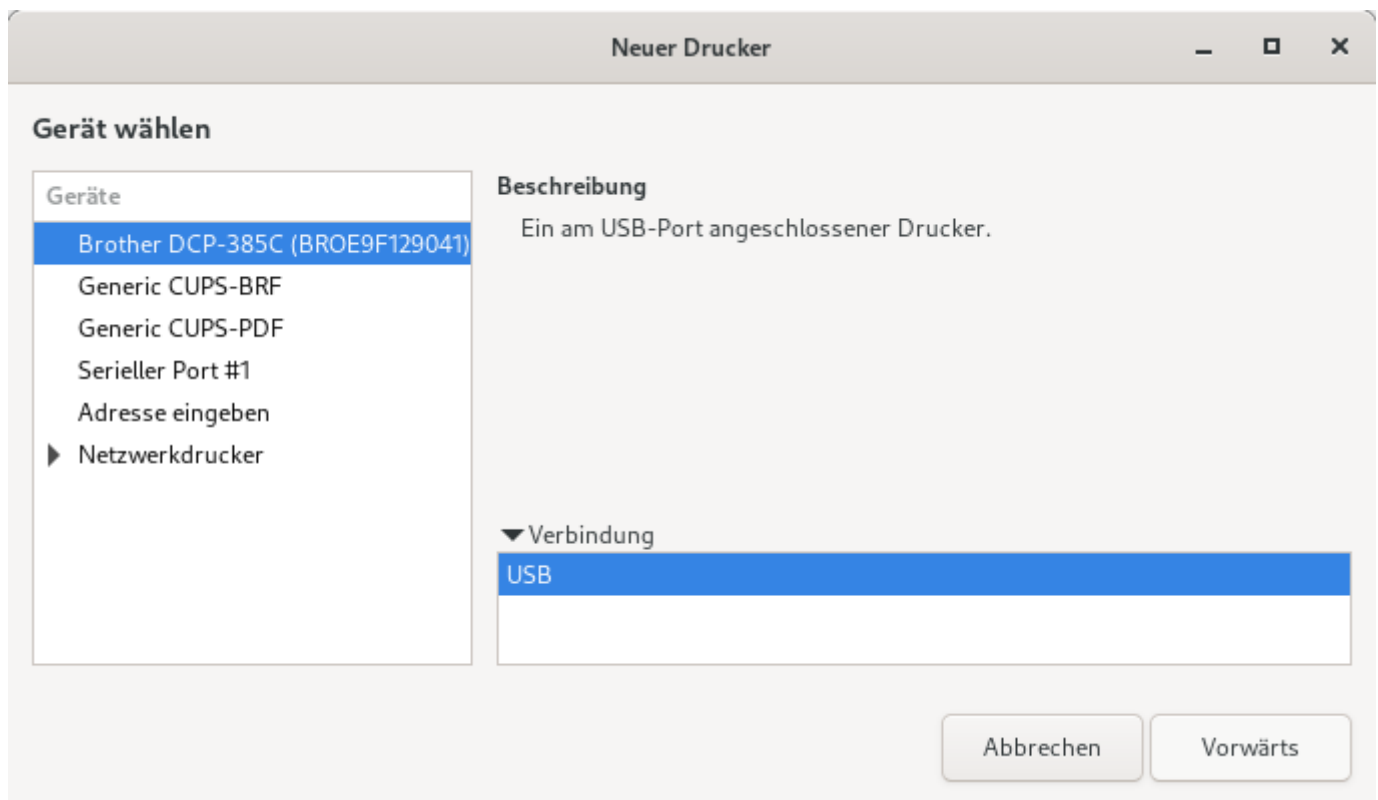 Neuer Drucker
Gerät wählen
Geräte
Brother DCP-385C (BROE9F129041)
Generic CUPS-BRF
Generic CUPS-PDF
Serieller Port #1
Adresse eingeben
Netzwerkdrucker
Beschreibung
Ein am USB-Port angeschlossener Drucker.
Verbindung
USB
Abbrechen
Vorwärts